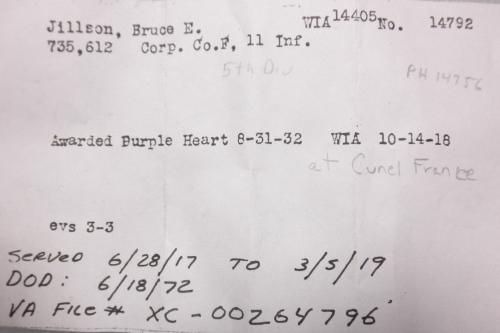 Jillson, Bruce E. WIA 14405 No. 14792
735,612 Corp. Co.F, 11 Inf.
5th Div
PH 14756
Awarded Purple Heart 8-31-32 WIA 10-14-18
at Cunel France
evs 3-3
SERVED 6/28/17 TO 3/5/19
DOD: 6/18/72
VA FILE # XC-00264796